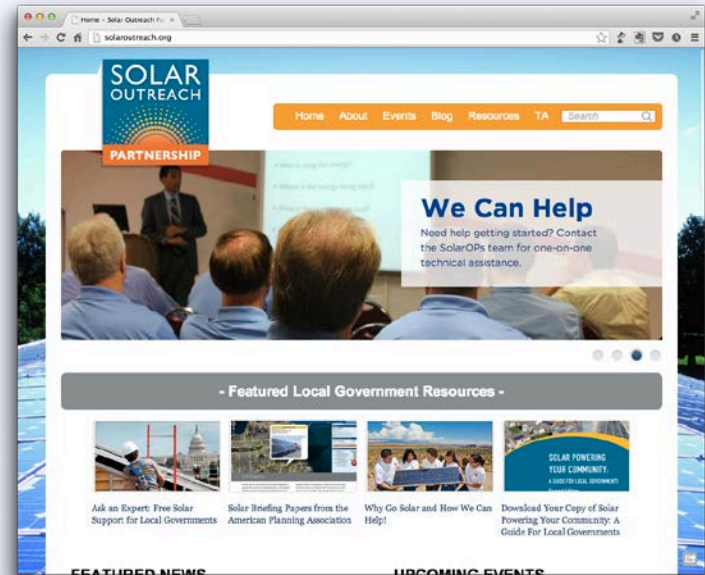 Home - Solar Outreach Pa
solaroutreach.org
SOLAR
OUTREACH
PARTNERSHIP
Home About Events Blog Resources TA Search
We Can Help
Need help getting started? Contact
the SolarOPs team for one-on-one
technical assistance.
- Featured Local Government Resources -
SOLAR POWERING
YOUR COMMUNITY:
A GUIDE FOR LOCAL GOVERNMENTS
Ask an Expert: Free Solar
Support for Local Governments
Solar Briefing Papers from the
American Planning Association
Why Go Solar and How We Can
Help!
Download Your Copy of Solar
Powering Your Community: A
Guide For Local Governments
FEATURED NEWS
UPCOMING EVENTS